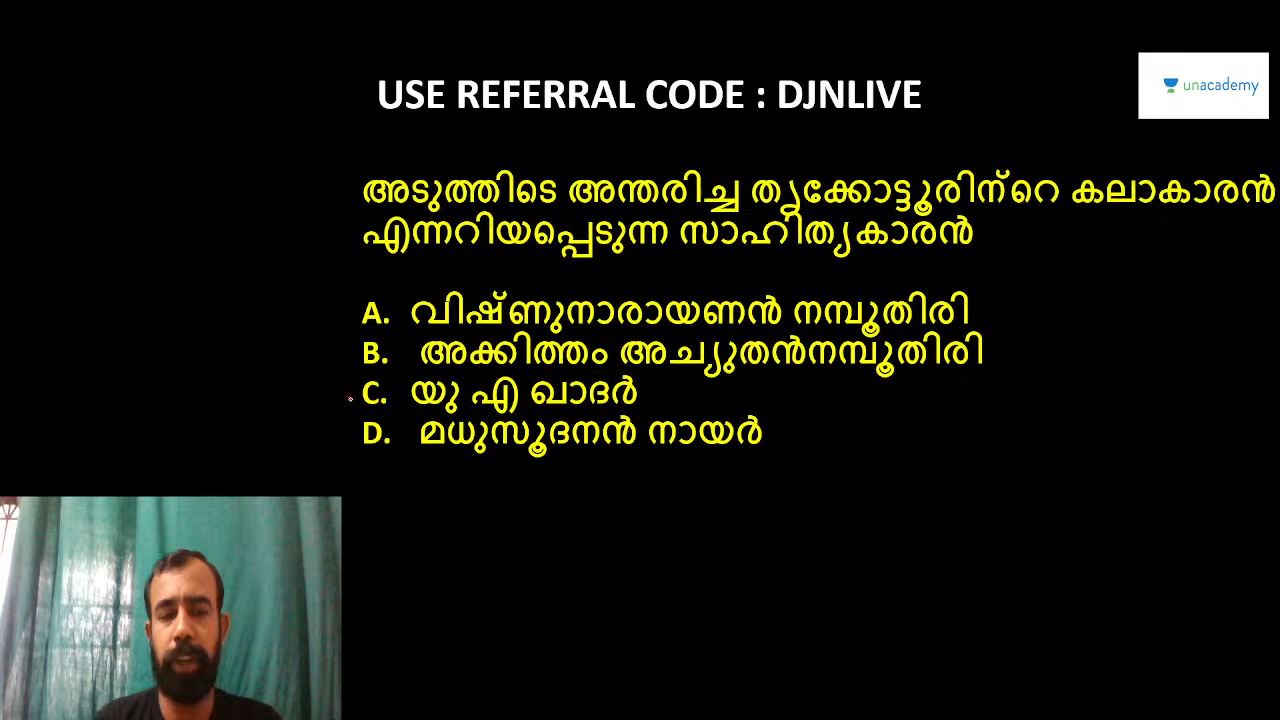 USE REFERRAL CODE : DJNLIVE
unacademy
അടുത്തിടെ അന്തരിച്ച തൃക്കോട്ടൂരിന്റെ കലാകാരൻ
എന്നറിയപ്പെടുന്ന സാഹിത്യകാരൻ
A. വിഷ്ണുനാരായണൻ നമ്പൂതിരി
B. അക്കിത്തം അച്യുതൻനമ്പൂതിരി
C. യു എ ഖാദർ
D. മധുസൂദനൻ നായർ